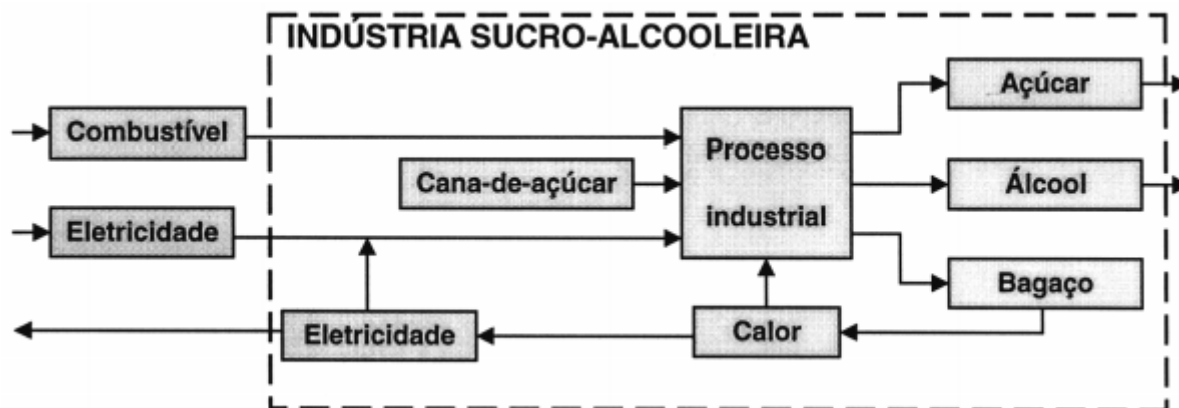 INDÚSTRIA SUCRO-ALCOOLEIRA
Açúcar
Combustível
Processo
industrial
Cana-de-açúcar
Álcool
Eletricidade
Bagaço
Eletricidade
Calor